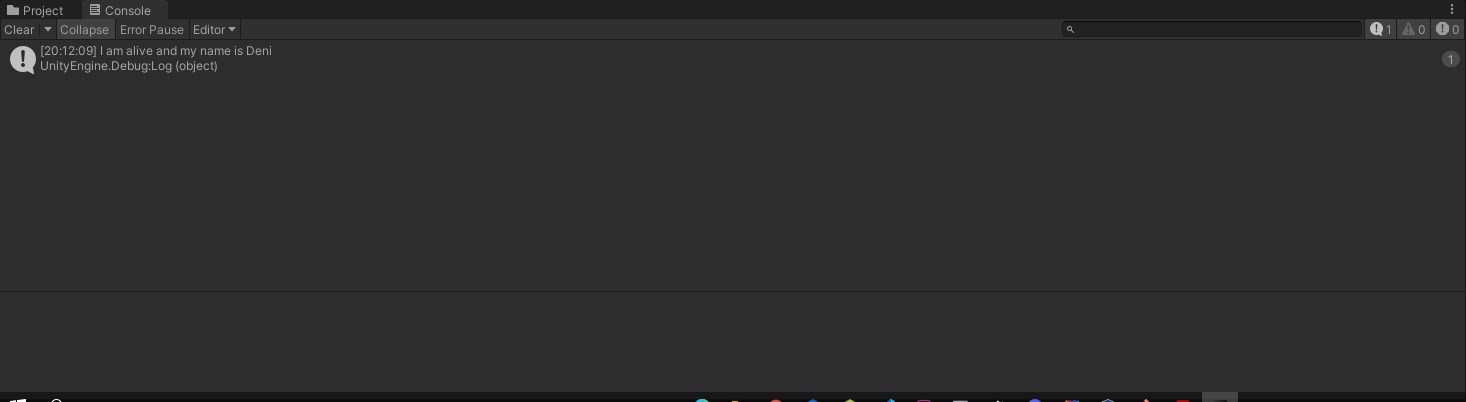 Project
Console
Clear
Collapse
Error Pause
Editor
1
0
0
[20:12:09] I am alive and my name is Deni
UnityEngine.Debug:Log (object)
1